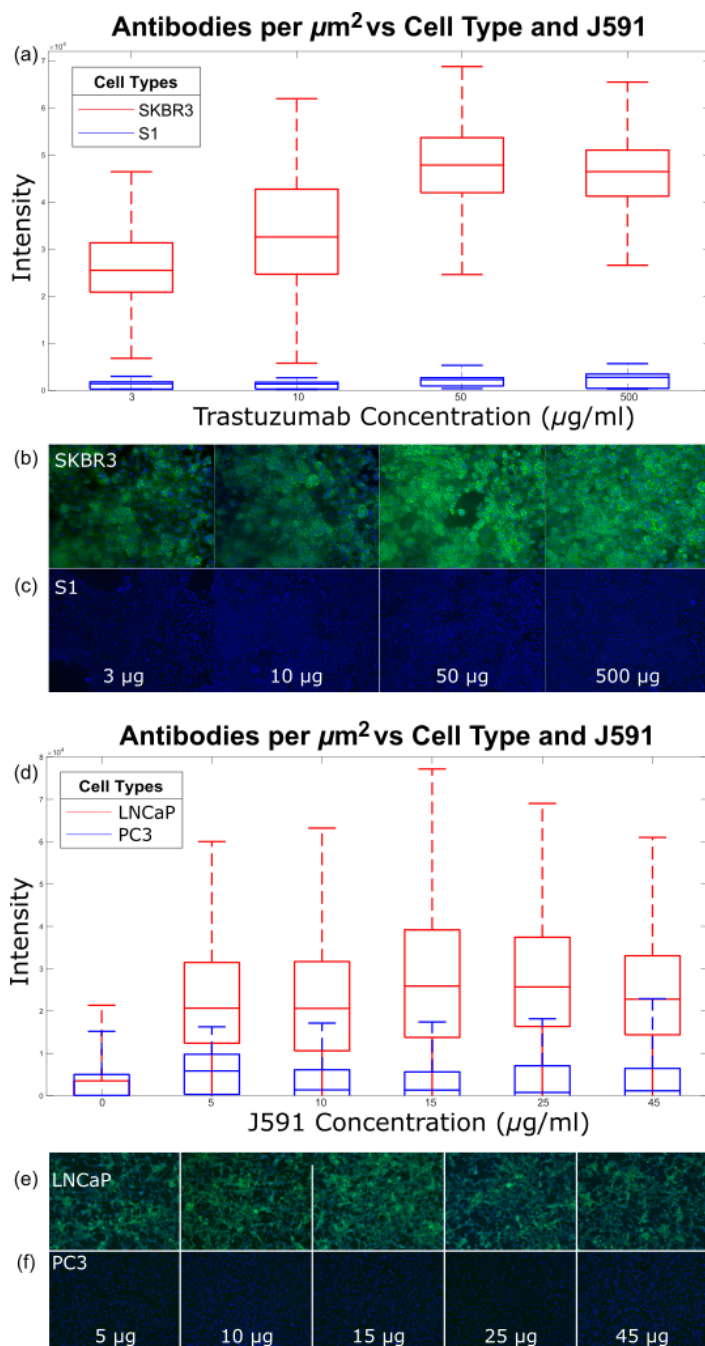 Antibodies per µm² vs Cell Type and J591
(a)
×10⁴
Cell Types
SKBR3
S1
7
6
5
4
3
2
1
0
Intensity
3 10 50 500
Trastuzumab Concentration (µg/ml)
(b)
SKBR3
(c)
S1
3 µg 10 µg 50 µg 500 µg
Antibodies per µm² vs Cell Type and J591
(d)
×10⁴
Cell Types
LNCaP
PC3
8
7
6
5
4
3
2
1
0
Intensity
0 5 10 15 25 45
J591 Concentration (µg/ml)
(e)
LNCaP
(f)
PC3
5 µg 10 µg 15 µg 25 µg 45 µg